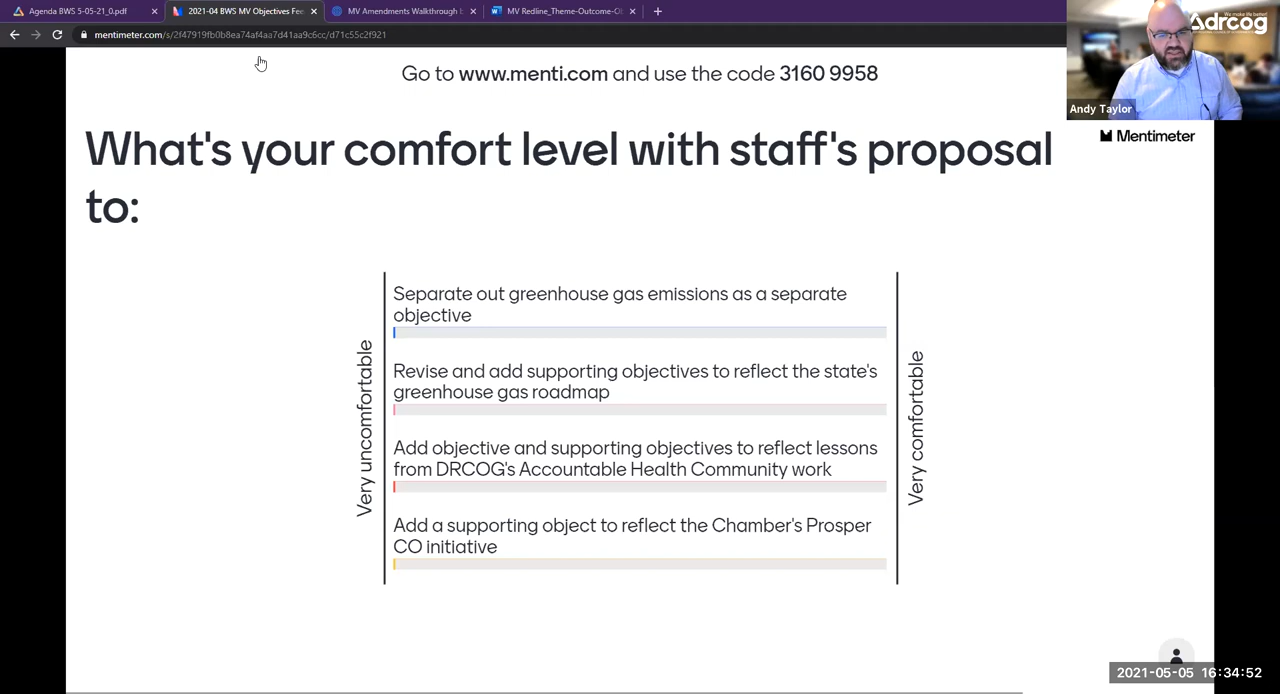 Agenda BWS 5-05-21_0.pdf
2021-04 BWS MV Objectives Fee
MV Amendments Walkthrough b
MV Redline_Theme-Outcome-O
mentimeter.com/s/2f47919fb0b8ea74af4aa7d41aa9c6cc/d71c55c2f921
We make life better!
drcog
Andy Taylor
Go to www.menti.com and use the code 3160 9958
Mentimeter
What's your comfort level with staff's proposal
to:
Very uncomfortable
Separate out greenhouse gas emissions as a separate
objective
Revise and add supporting objectives to reflect the state's
greenhouse gas roadmap
Add objective and supporting objectives to reflect lessons
from DRCOG's Accountable Health Community work
Add a supporting object to reflect the Chamber's Prosper
CO initiative
Very comfortable
2021-05-05 16:34:52